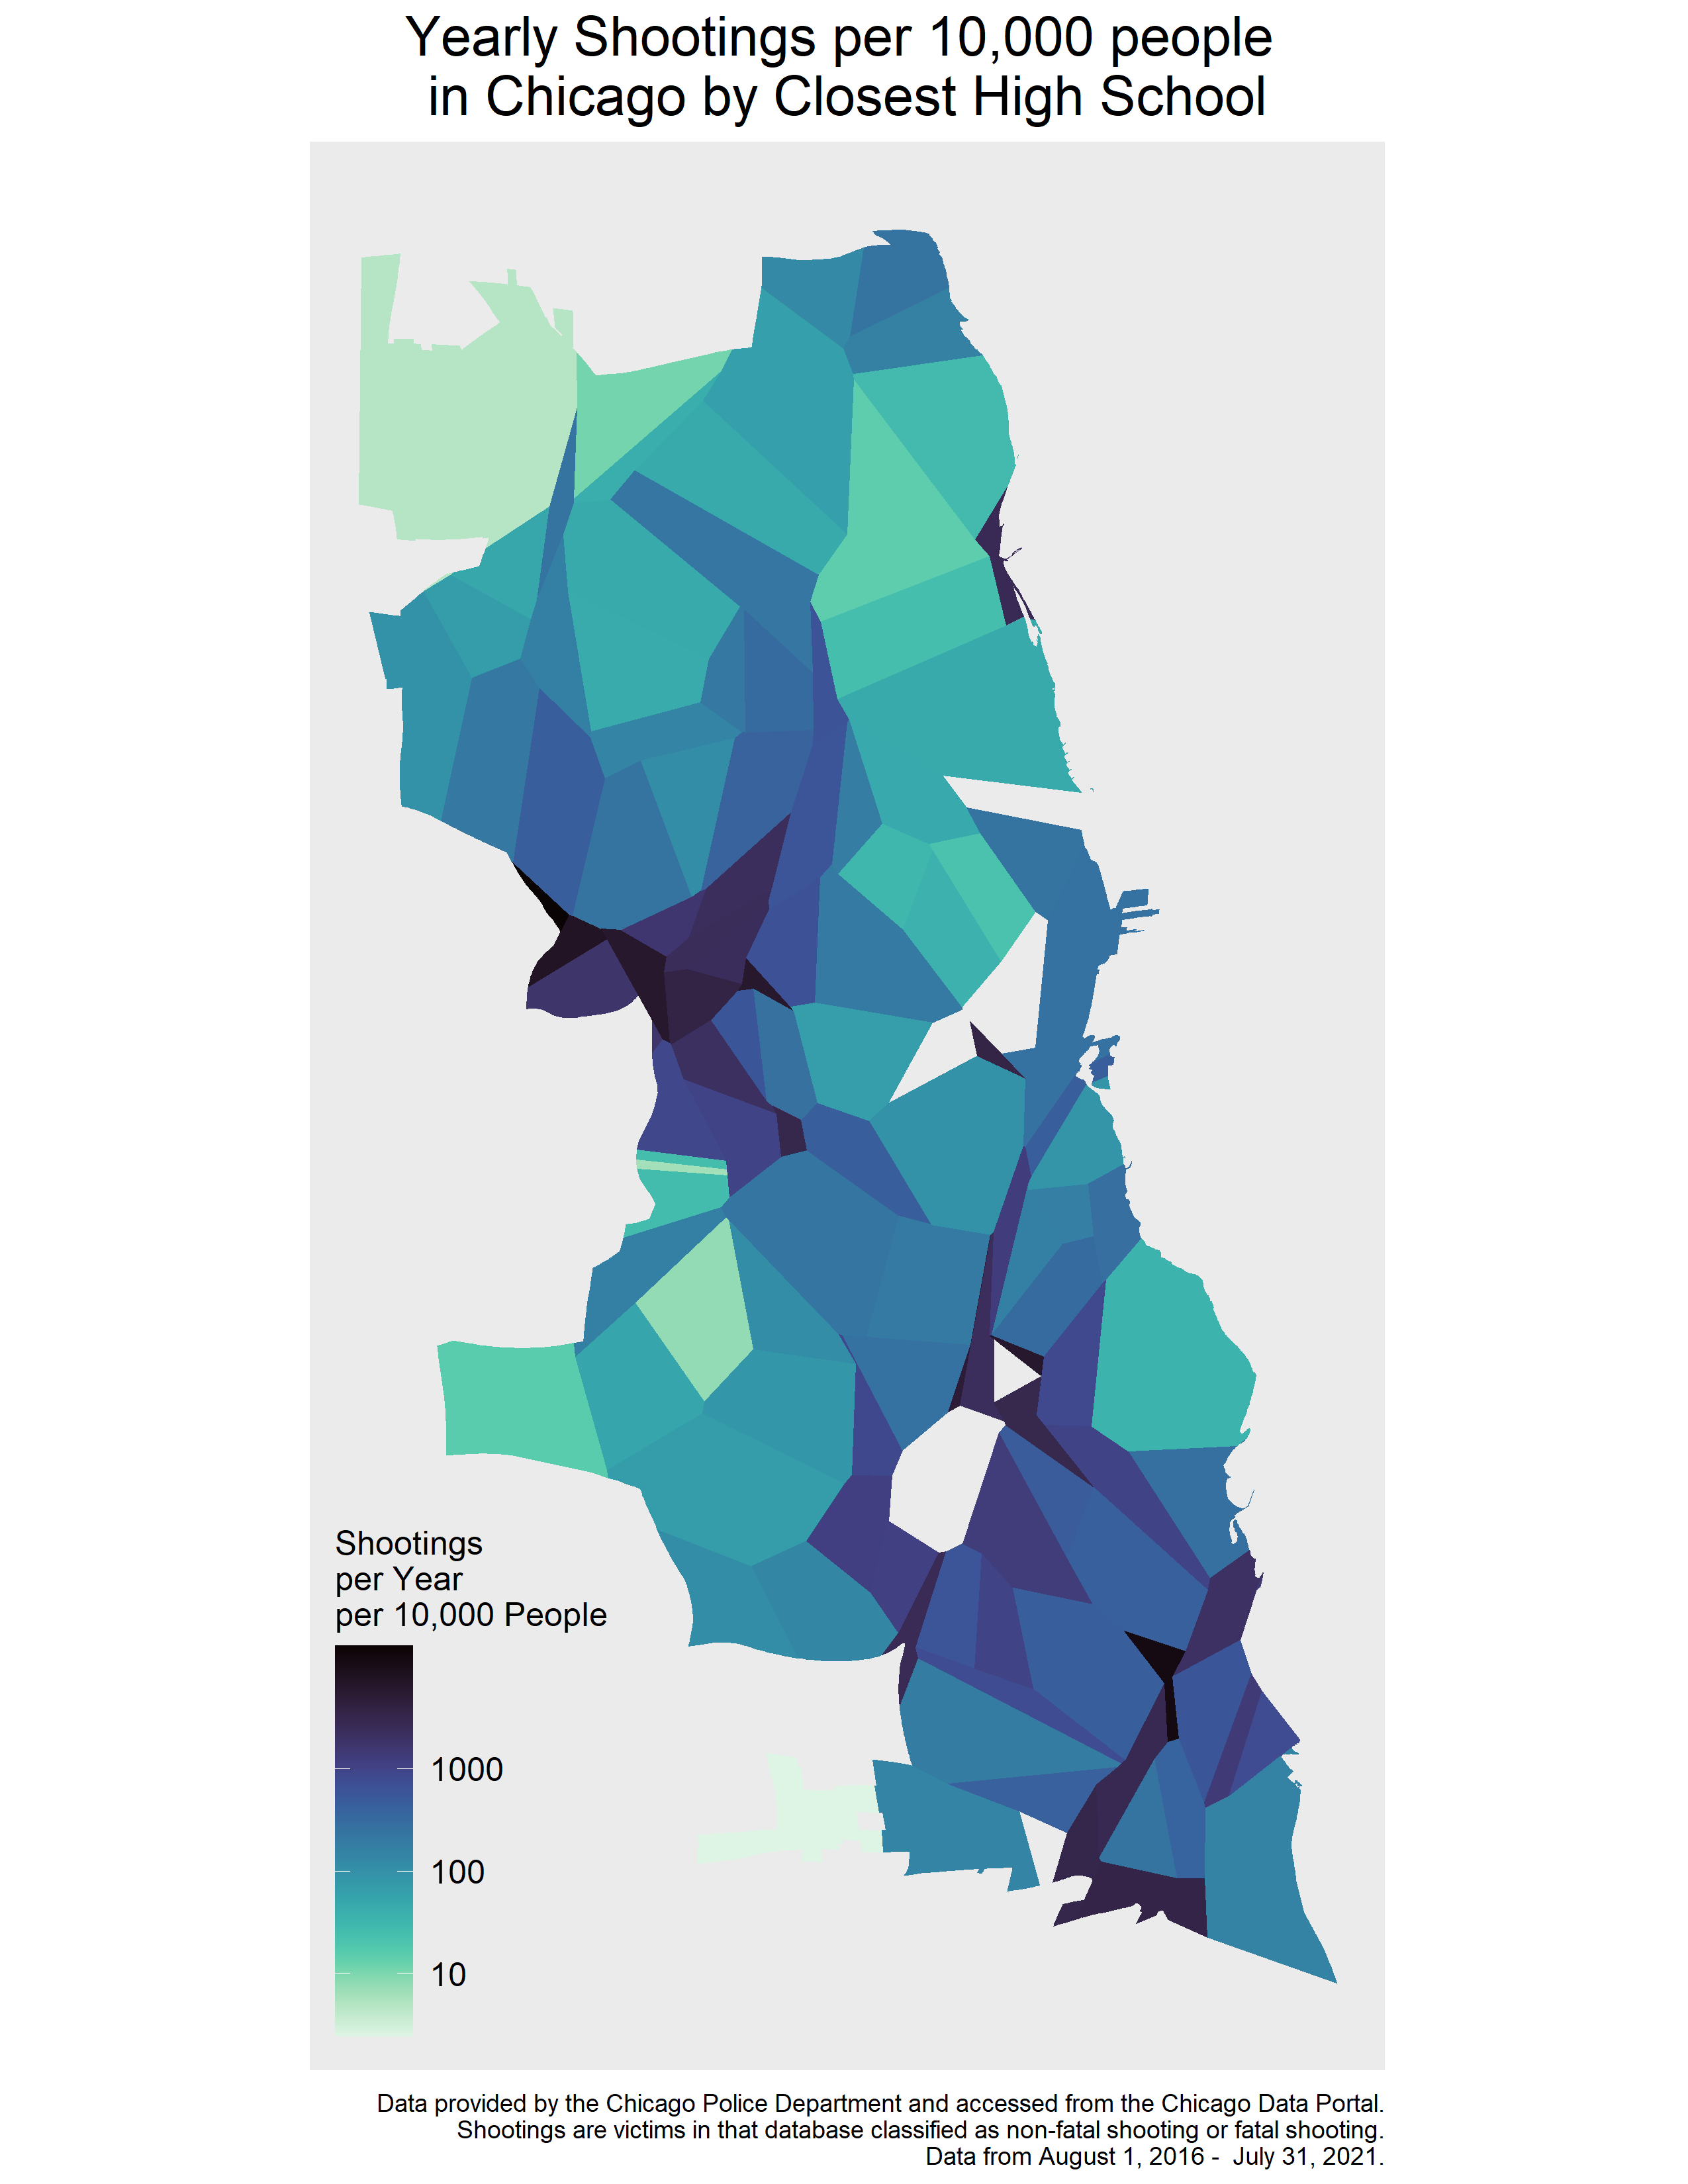 Yearly Shootings per 10,000 people
in Chicago by Closest High School
Shootings
per Year
per 10,000 People
1000
100
10
Data provided by the Chicago Police Department and accessed from the Chicago Data Portal.
Shootings are victims in that database classified as non-fatal shooting or fatal shooting.
Data from August 1, 2016 -  July 31, 2021.